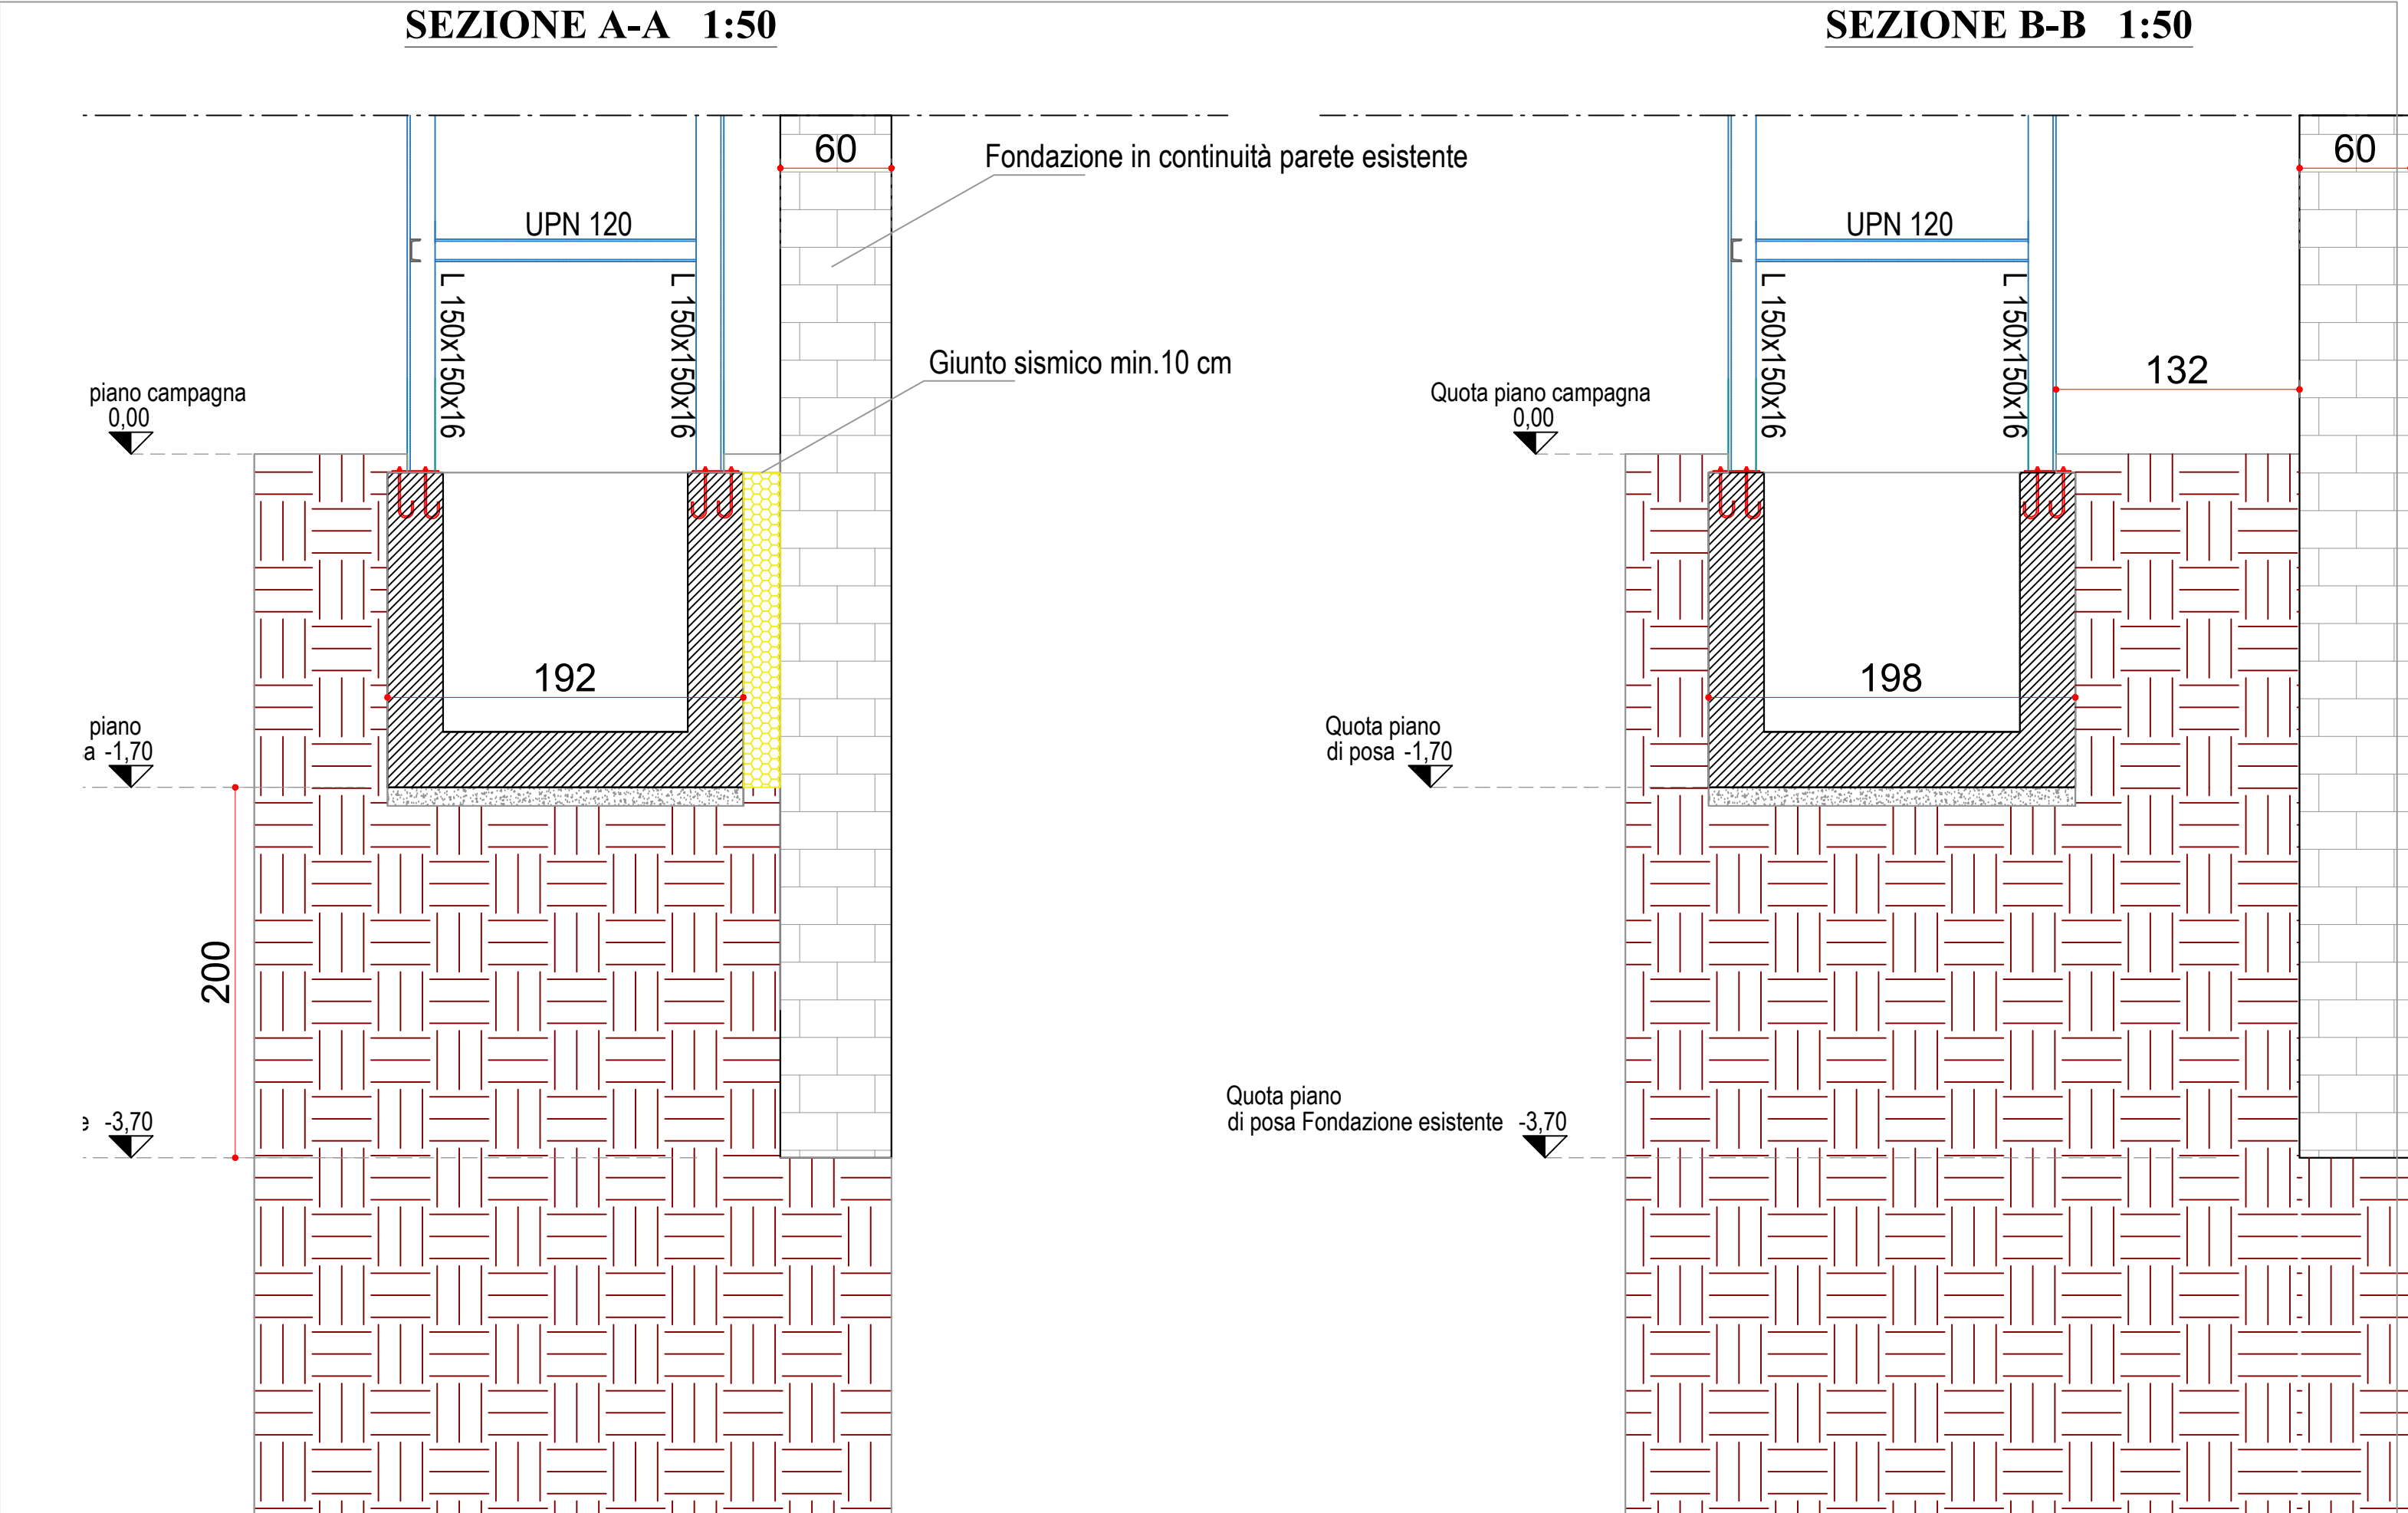 SEZIONE A-A 1:50
60
Fondazione in continuità parete esistente
UPN 120
L 150x150x16
L 150x150x16
Giunto sismico min.10 cm
piano campagna
0,00
192
piano
a -1,70
200
e -3,70
SEZIONE B-B 1:50
60
UPN 120
L 150x150x16
L 150x150x16
132
Quota piano campagna
0,00
198
Quota piano
di posa -1,70
Quota piano
di posa Fondazione esistente -3,70